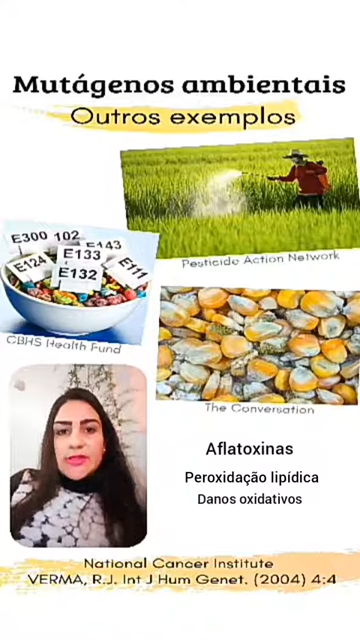 Mutágenos ambientais
Outros exemplos
E300 102
E143
E124
E133
E111
E132
Pesticide Action Network
CBHS Health Fund
The Conversation
Aflatoxinas
Peroxidação lipídica
Danos oxidativos
National Cancer Institute
VERMA, R.J. Int J Hum Genet. (2004) 4:4